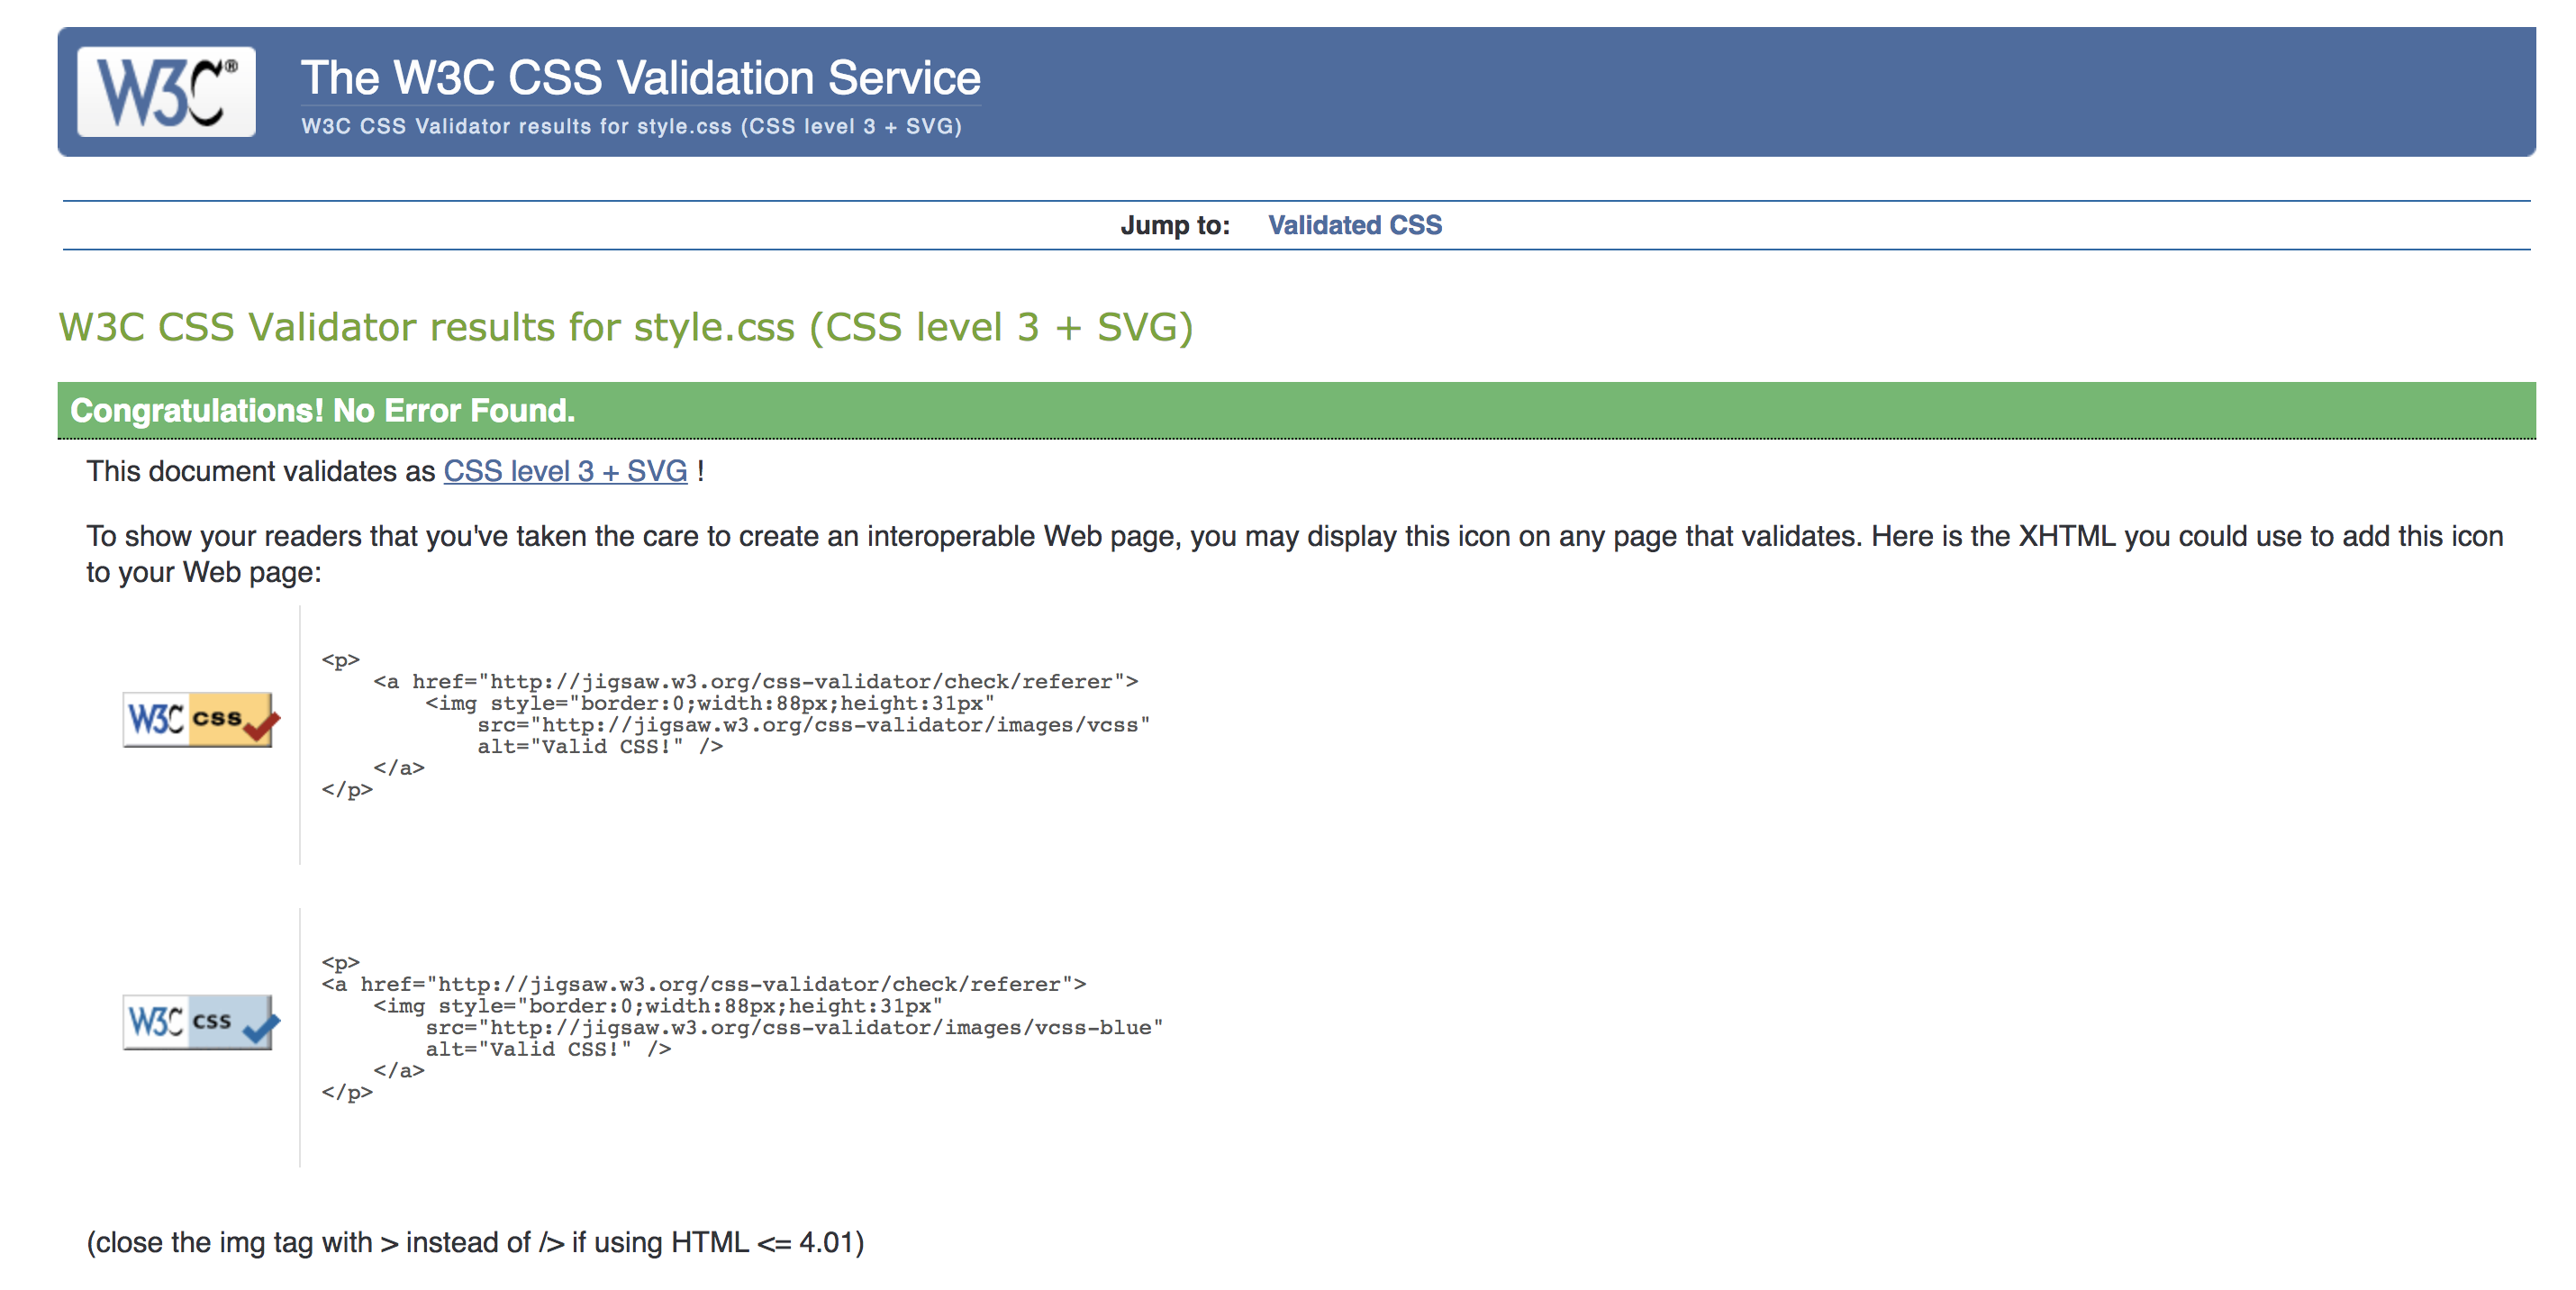 W3C®
The W3C CSS Validation Service
W3C CSS Validator results for style.css (CSS level 3 + SVG)
Jump to: Validated CSS
W3C CSS Validator results for style.css (CSS level 3 + SVG)
Congratulations! No Error Found.
This document validates as CSS level 3 + SVG !
To show your readers that you've taken the care to create an interoperable Web page, you may display this icon on any page that validates. Here is the XHTML you could use to add this icon
to your Web page:
W3C css
<p>
    <a href="http://jigsaw.w3.org/css-validator/check/referer">
        <img style="border:0;width:88px;height:31px"
            src="http://jigsaw.w3.org/css-validator/images/vcss"
            alt="Valid CSS!" />
    </a>
</p>
W3C css
<p>
<a href="http://jigsaw.w3.org/css-validator/check/referer">
    <img style="border:0;width:88px;height:31px"
        src="http://jigsaw.w3.org/css-validator/images/vcss-blue"
        alt="Valid CSS!" />
    </a>
</p>
(close the img tag with > instead of /> if using HTML <= 4.01)